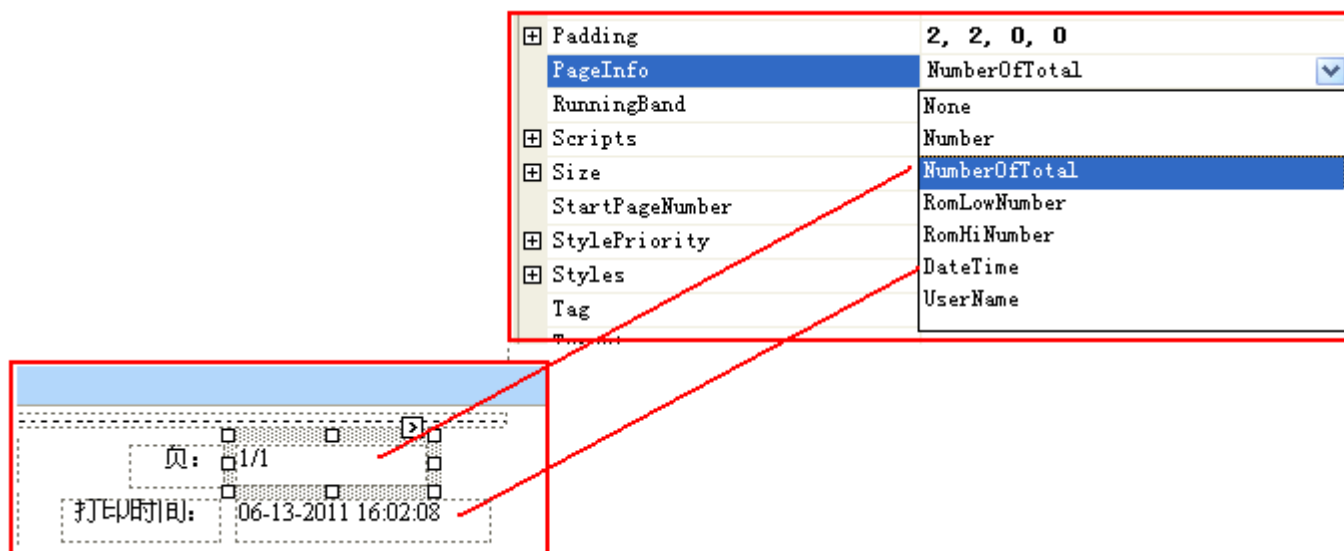 Padding 2, 2, 0, 0
PageInfo NumberOfTotal
RunningBand None
Scripts Number
Size NumberOfTotal
StartPageNumber RomLowNumber
StylePriority RomHiNumber
Styles DateTime
Tag UserName
页: 1/1
打印时间: 06-13-2011 16:02:08